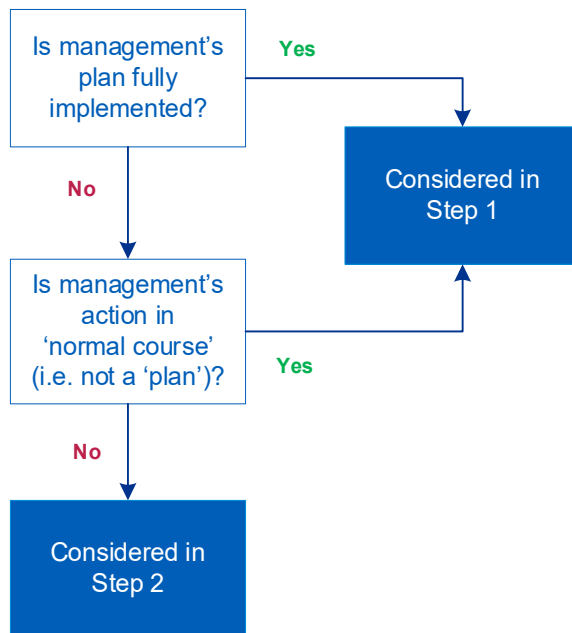 Is management’s
plan fully
implemented?
Yes
Considered in
Step 1
No
Is management’s
action in
‘normal course’
(i.e. not a ‘plan’)?
Yes
No
Considered in
Step 2